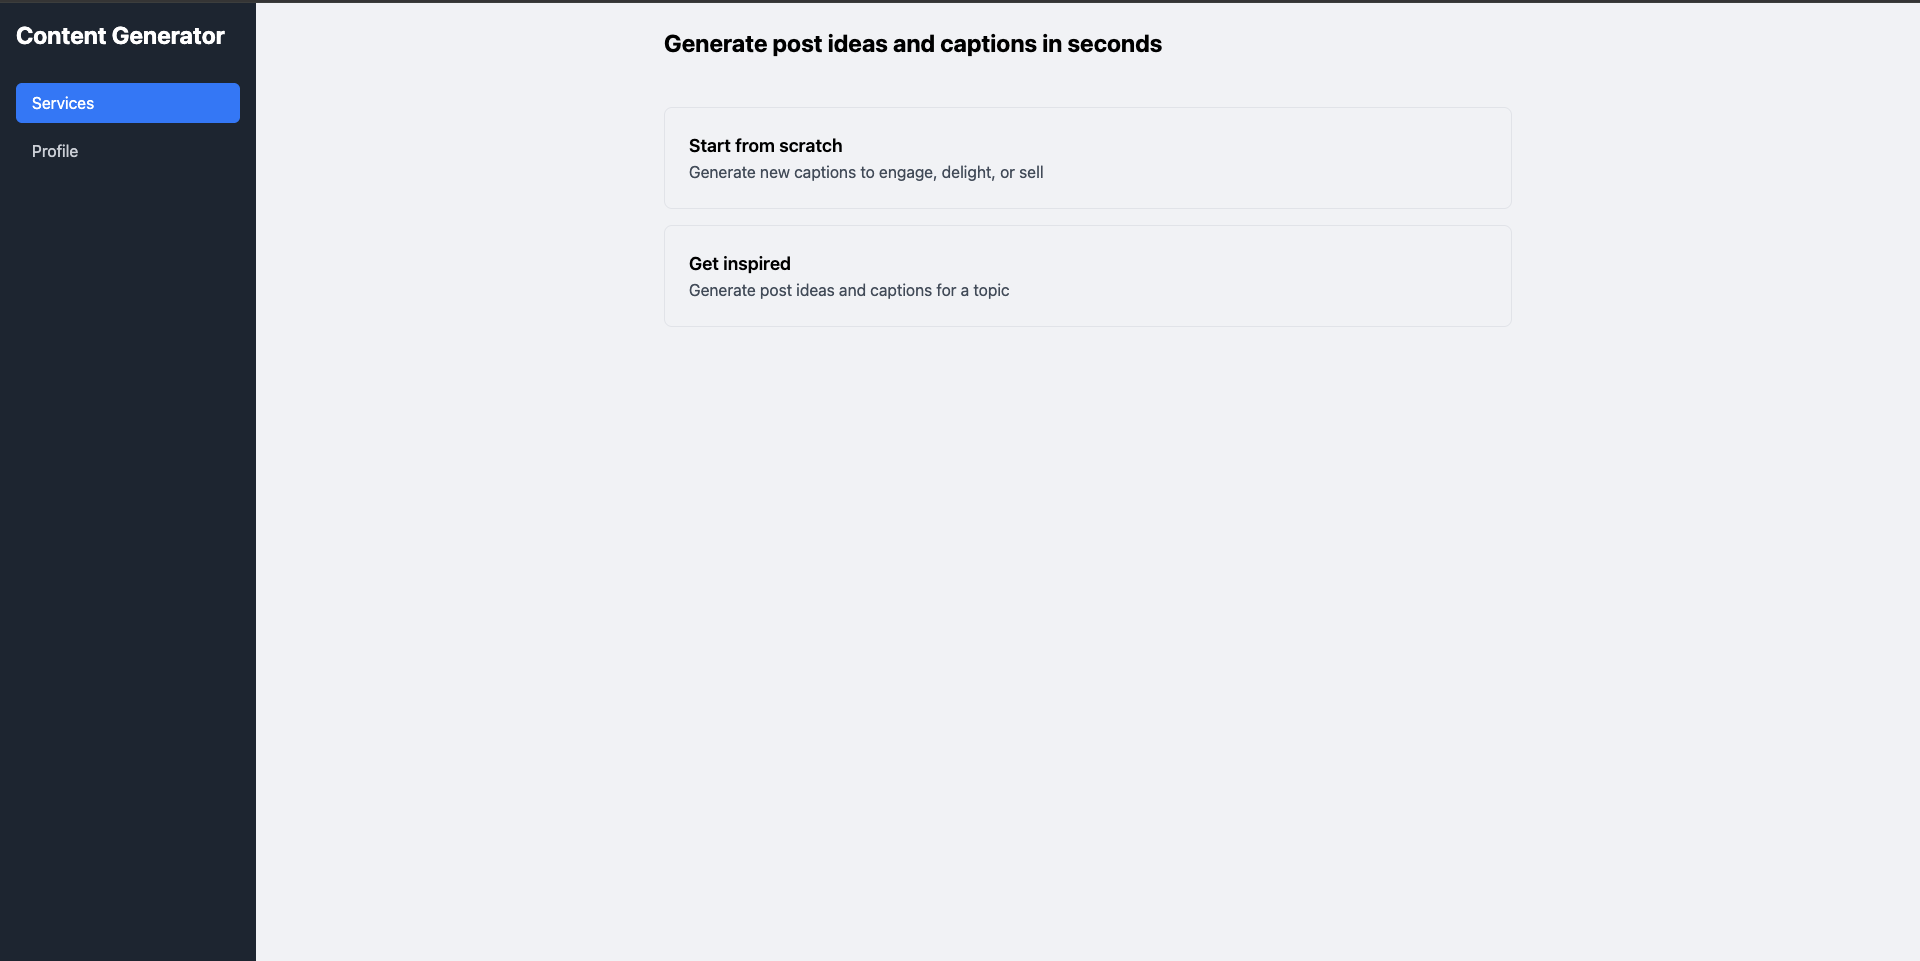 Content Generator
Services
Profile
Generate post ideas and captions in seconds
Start from scratch
Generate new captions to engage, delight, or sell
Get inspired
Generate post ideas and captions for a topic